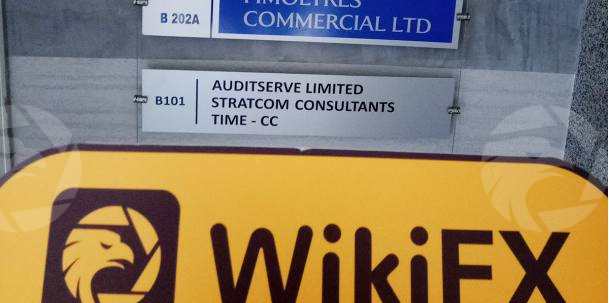 B 202A
COMMERCIAL LTD
B101
AUDITSERVE LIMITED
STRATCOM CONSULTANTS
TIME - CC
WikiFX